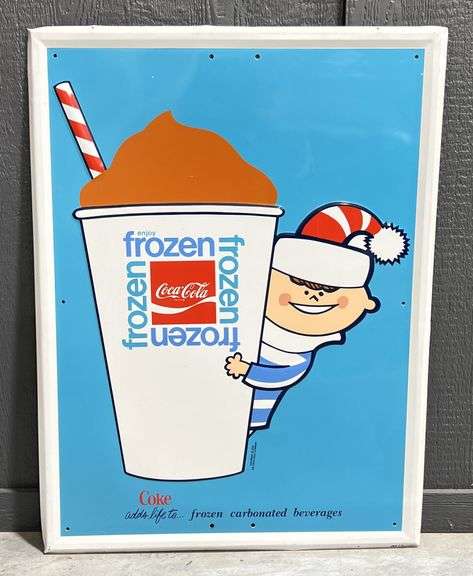 enjoy
frozen
frozen
frozen
frozen
Coca-Cola
Coke
adds life to... frozen carbonated beverages